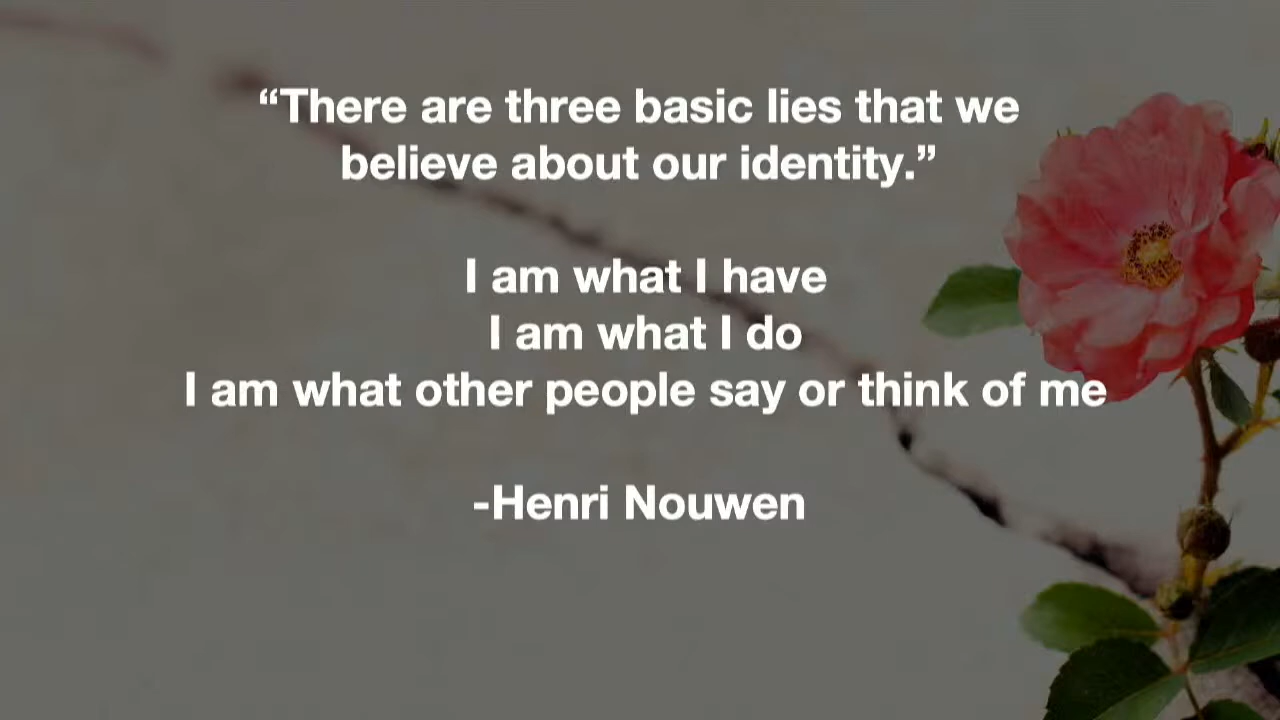 “There are three basic lies that we
believe about our identity.”
I am what I have
I am what I do
I am what other people say or think of me
-Henri Nouwen